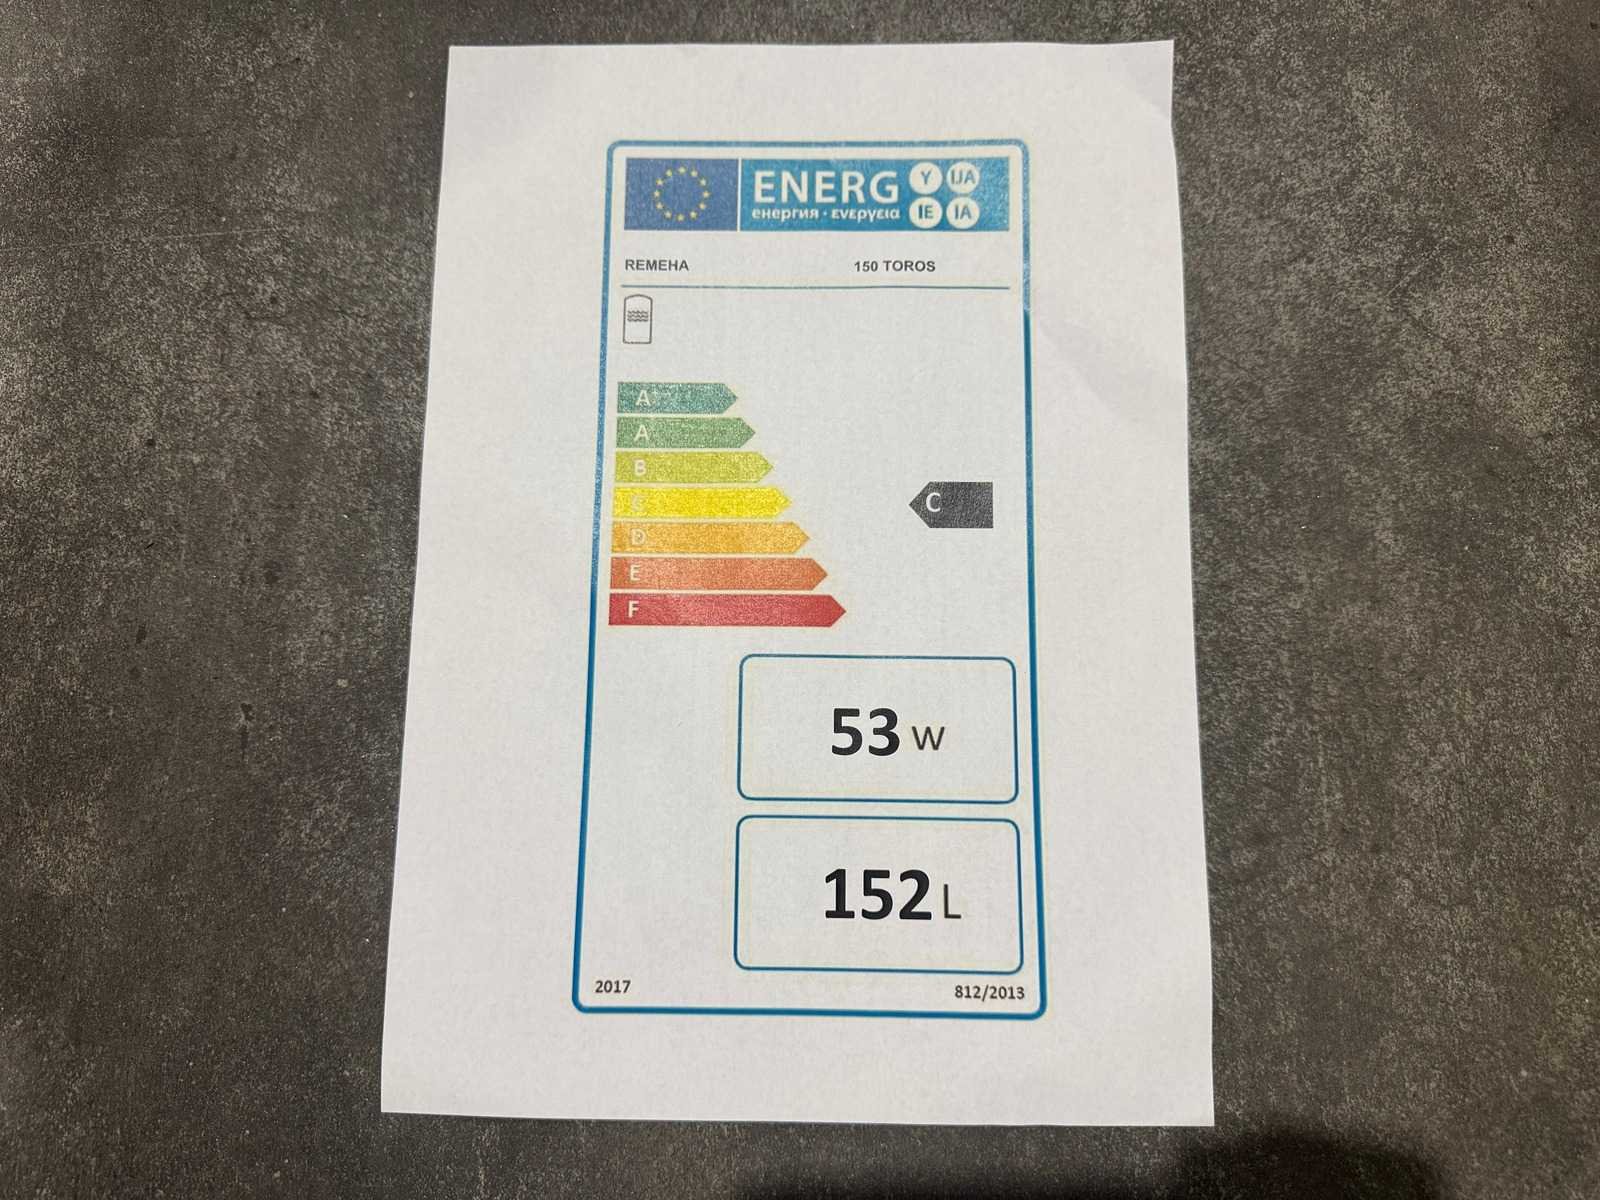 ENERG Y IJA
енергия · ενεργεια IE IA
REMEHA 150 TOROS
A+
A
B
C C
D
E
F
53 W
152 L
2017 812/2013